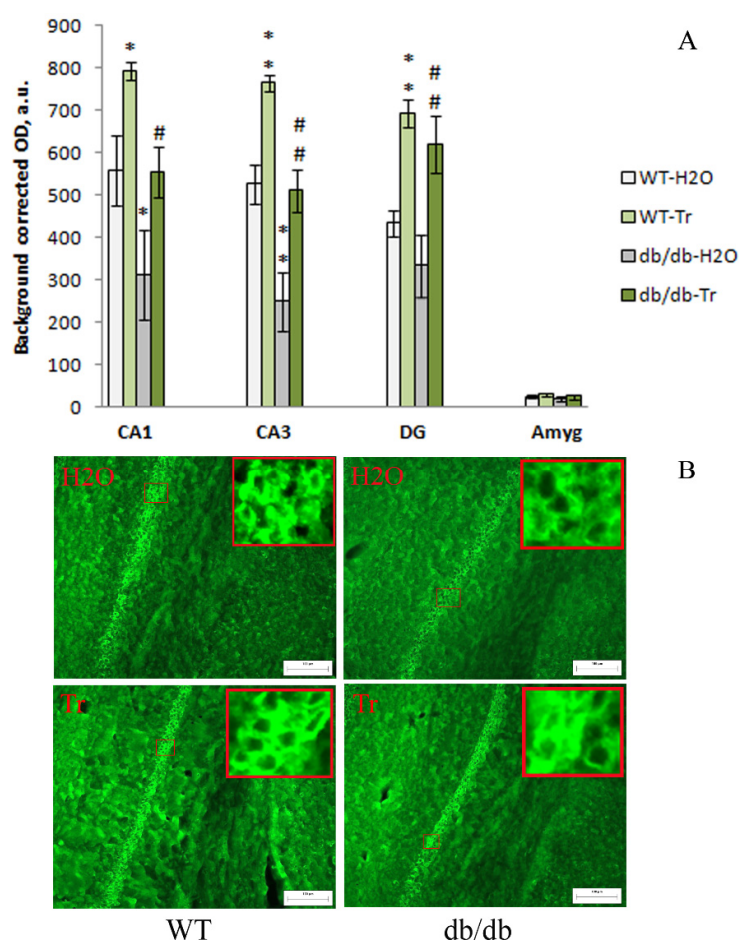 A
Background corrected OD, a.u.
900
800
700
600
500
400
300
200
100
0
*
*
#
*
*
*
*
#
#
*
*
#
#
CA1 CA3 DG Amyg
WT-H2O
WT-Tr
db/db-H2O
db/db-Tr
B
H2O H2O
Tr Tr
WT db/db